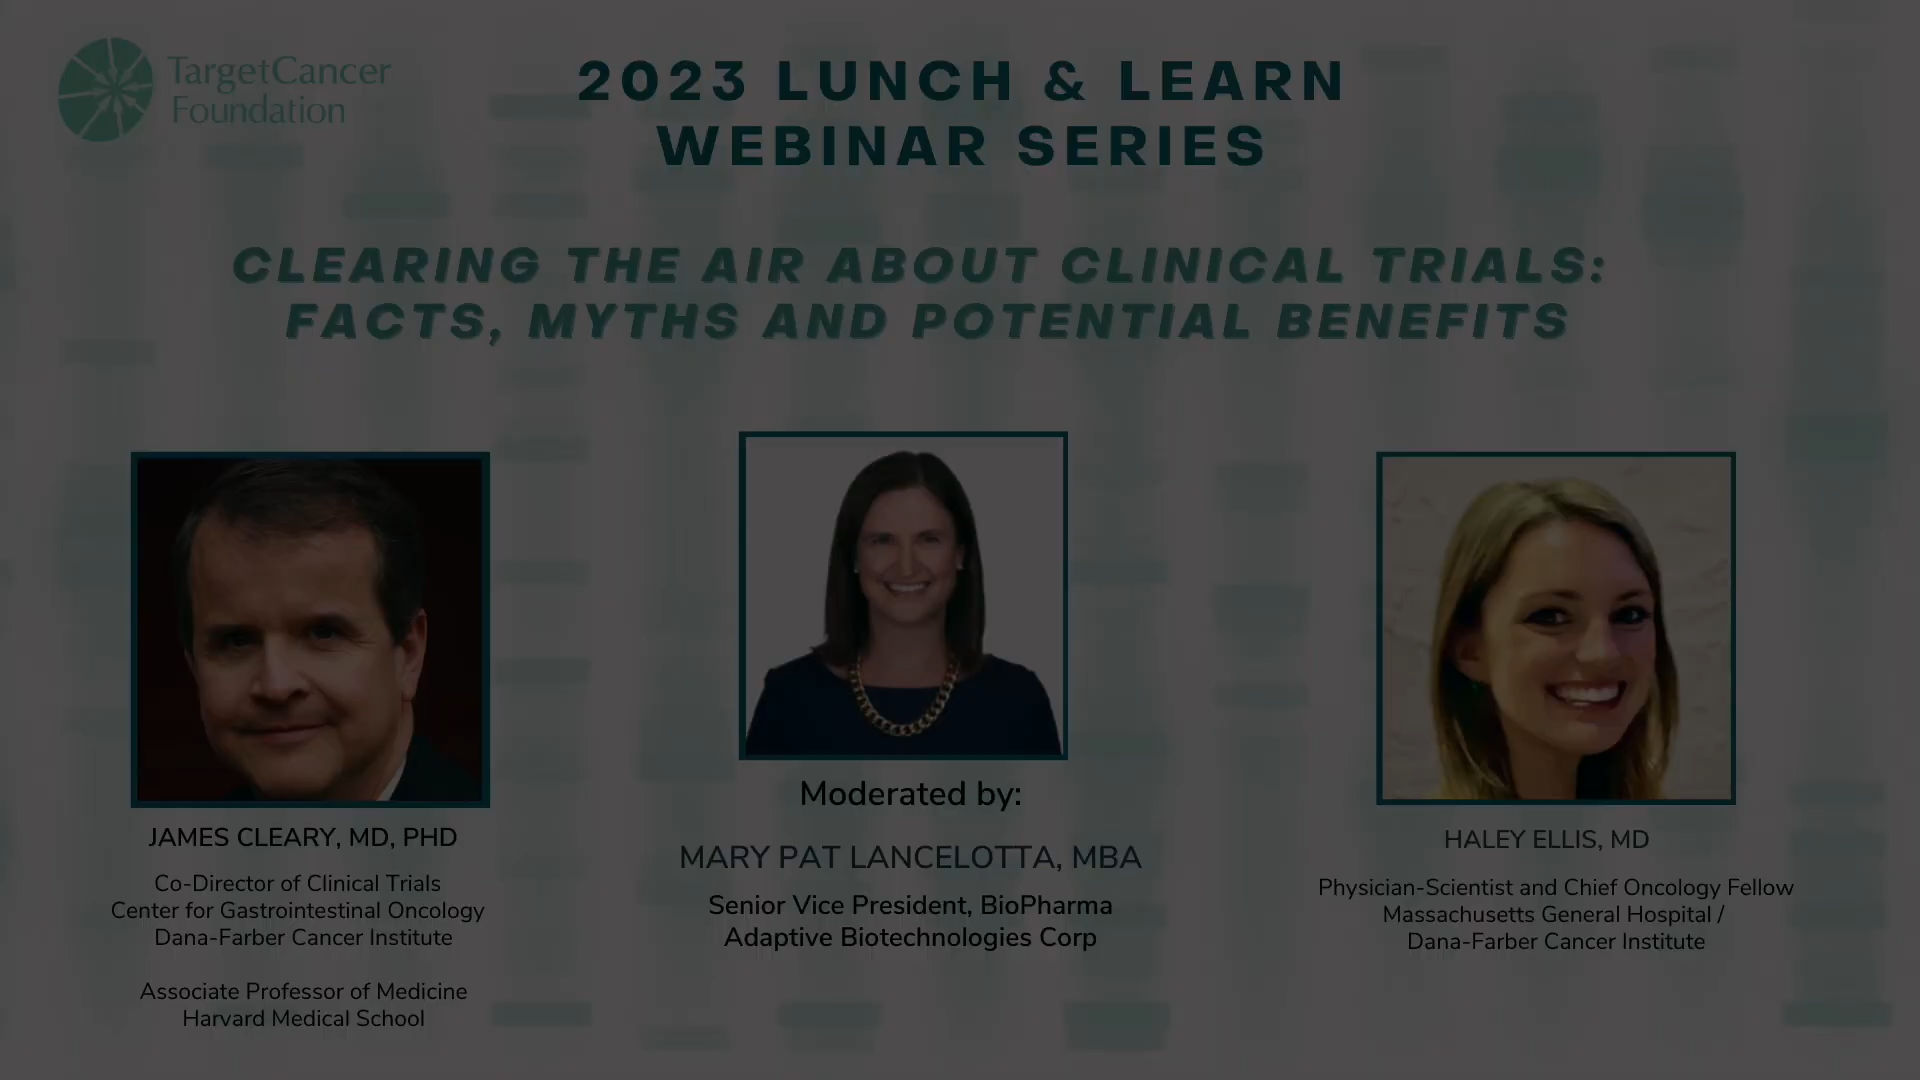 TargetCancer
Foundation
2023 LUNCH & LEARN
WEBINAR SERIES
CLEARING THE AIR ABOUT CLINICAL TRIALS:
FACTS, MYTHS AND POTENTIAL BENEFITS
JAMES CLEARY, MD, PHD
Co-Director of Clinical Trials
Center for Gastrointestinal Oncology
Dana-Farber Cancer Institute
Associate Professor of Medicine
Harvard Medical School
Moderated by:
MARY PAT LANCELOTTA, MBA
Senior Vice President, BioPharma
Adaptive Biotechnologies Corp
HALEY ELLIS, MD
Physician-Scientist and Chief Oncology Fellow
Massachusetts General Hospital /
Dana-Farber Cancer Institute